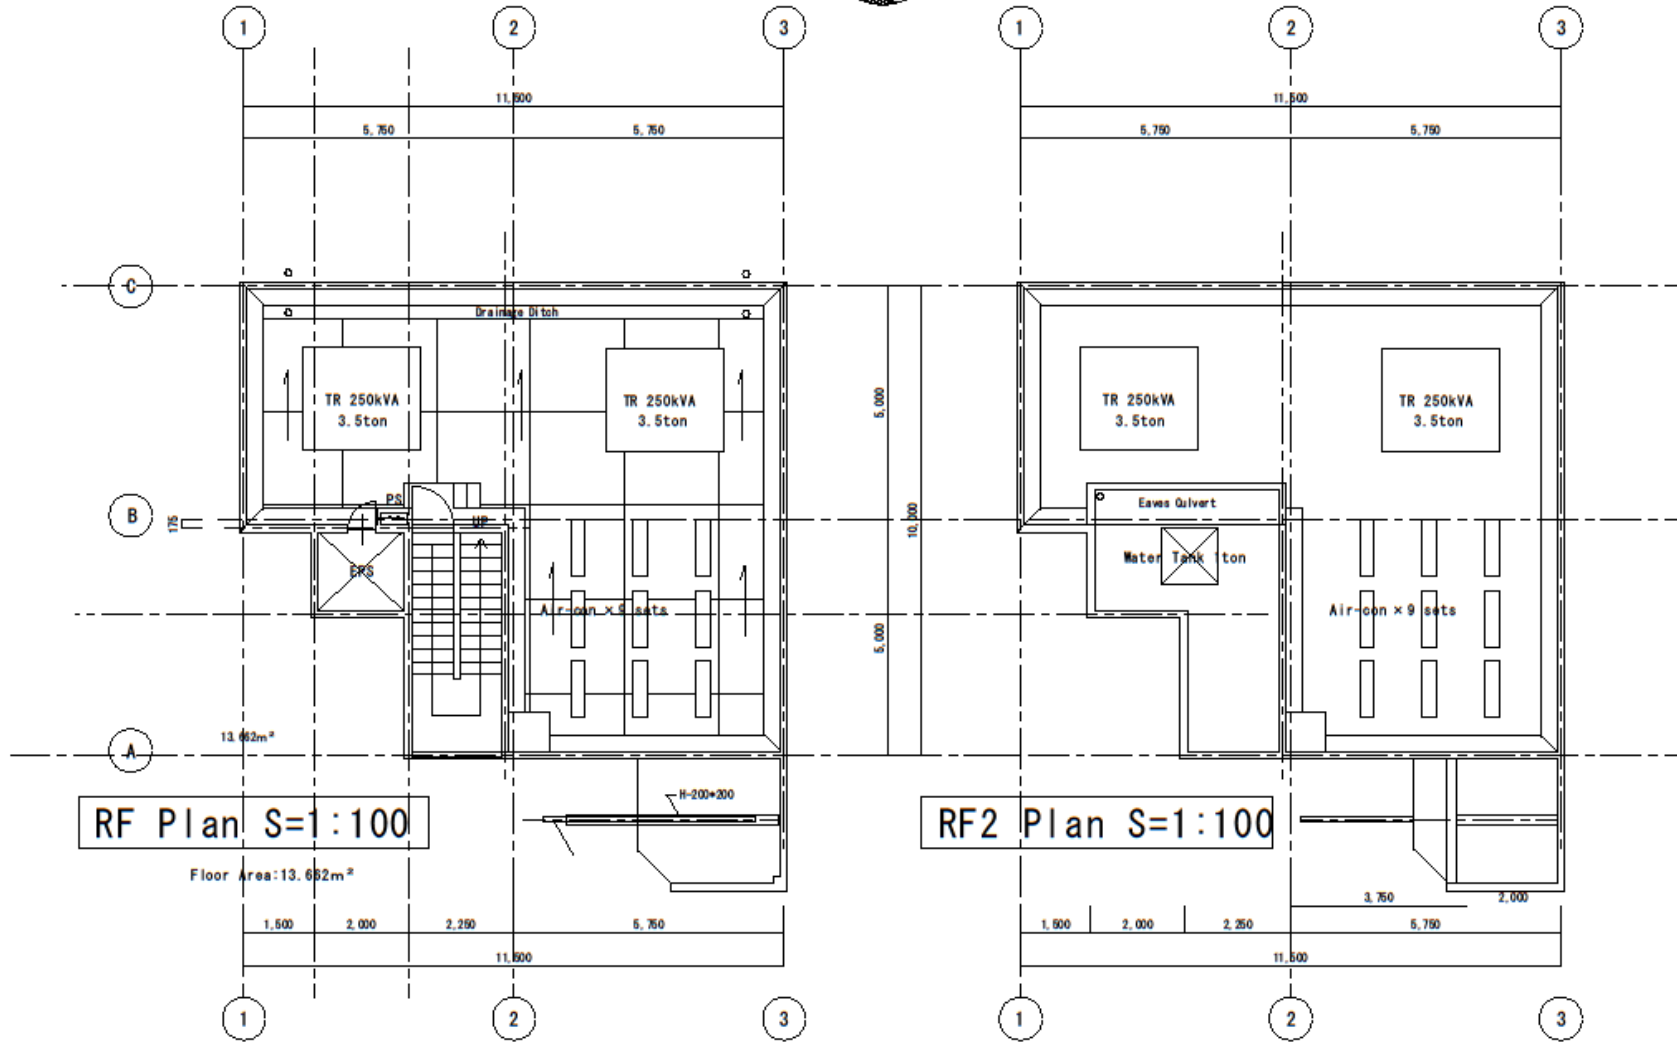 1 2 3 1 2 3
11,500 11,500
5,750 5,750 5,750 5,750
C
Drainage Ditch
TR 250kVA
3.5ton
TR 250kVA
3.5ton
5,000
TR 250kVA
3.5ton
TR 250kVA
3.5ton
B
175
PS
UP
10,000
Eaves Qulvert
EPS
Water Tank 1ton
Air-con × 9 sets
5,000
Air-con × 9 sets
A
13.662m²
H-200*200
RF Plan S=1:100
RF2 Plan S=1:100
Floor Area:13.662m²
3,750 2,000
1,500 2,000 2,250 5,750 1,500 2,000 2,250 5,750
11,500 11,500
1 2 3 1 2 3